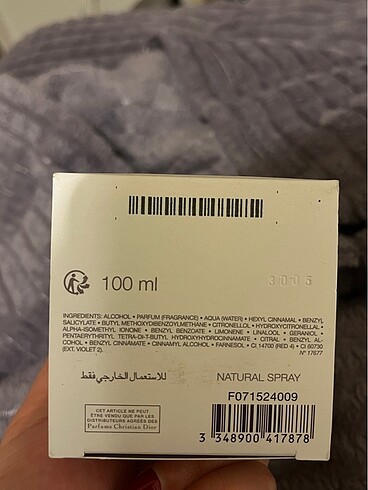 100 ml
3005
INGREDIENTS: ALCOHOL • PARFUM (FRAGRANCE) • AQUA (WATER) • HEXYL CINNAMAL • BENZYL
SALICYLATE • BUTYL METHOXYDIBENZOYLMETHANE • CITRONELLOL • HYDROXYCITRONELLAL •
ALPHA-ISOMETHYL IONONE • BENZYL BENZOATE • LIMONENE • LINALOOL • GERANIOL •
PENTAERYTHRITYL TETRA-DI-T-BUTYL HYDROXYHYDROCINNAMATE • CITRAL • BENZYL AL-
COHOL • BENZYL CINNAMATE • CINNAMYL ALCOHOL • FARNESOL • CI 14700 (RED 4) • CI 60730
(EXT. VIOLET 2).
N° 17677
للاستعمال الخارجي فقط
NATURAL SPRAY
F071524009
CET ARTICLE NE PEUT
ÊTRE VENDU QUE PAR LES
DISTRIBUTEURS AGRÉÉS DES
Parfums Christian Dior
3 348900 417878